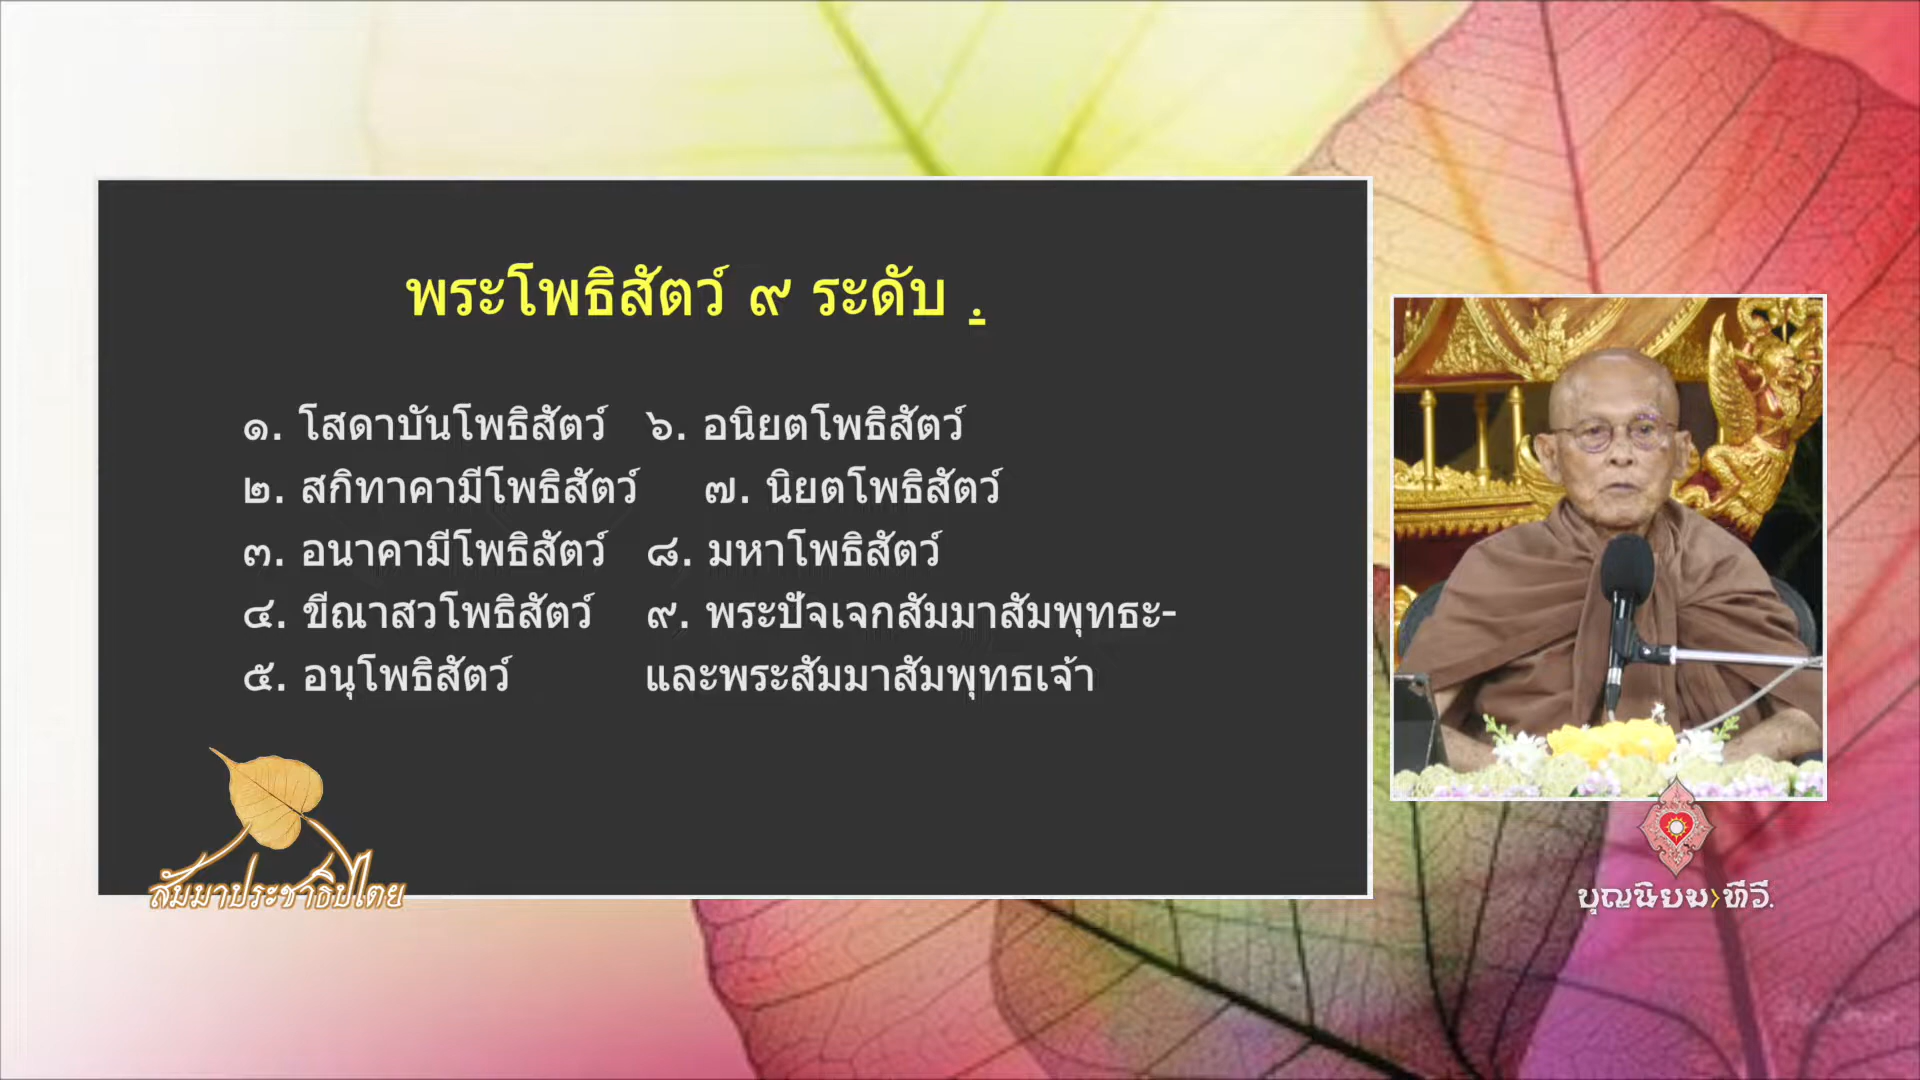 พระโพธิสัตว์ ๙ ระดับ .
๑. โสดาบันโพธิสัตว์
๒. สกิทาคามีโพธิสัตว์
๓. อนาคามีโพธิสัตว์
๔. ขีณาสวโพธิสัตว์
๕. อนุโพธิสัตว์
๖. อนิยตโพธิสัตว์
๗. นิยตโพธิสัตว์
๘. มหาโพธิสัตว์
๙. พระปัจเจกสัมมาสัมพุทธะ-
และพระสัมมาสัมพุทธเจ้า
สัมมาประชาธิปไตย
บุญนิยม>ทีวี.